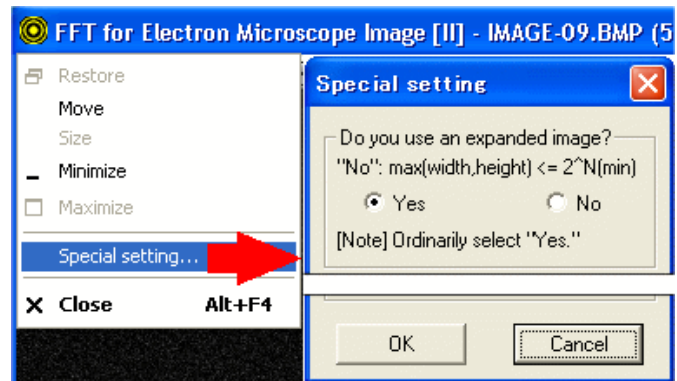 FFT for Electron Microscope Image [II] - IMAGE-09.BMP (5
Restore
Move
Size
Minimize
Maximize
Special setting...
Close Alt+F4
Special setting
Do you use an expanded image?
"No": max(width,height) <= 2^N(min)
Yes No
[Note] Ordinarily select "Yes."
OK Cancel